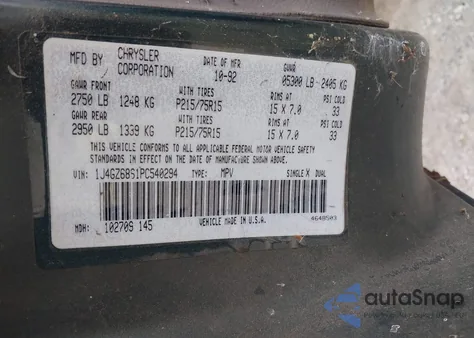 MFD BY CHRYSLER CORPORATION DATE OF MFR 10-92 GVWR 05300 LB 2405 KG
GAWR FRONT WITH TIRES RIMS AT PSI COLD
2750 LB 1248 KG P215/75R15 15 X 7.0 33
GAWR REAR WITH TIRES RIMS AT PSI COLD
2950 LB 1339 KG P215/75R15 15 X 7.0 33
THIS VEHICLE CONFORMS TO ALL APPLICABLE FEDERAL MOTOR VEHICLE SAFETY
STANDARDS IN EFFECT ON THE DATE OF MANUFACTURE SHOWN ABOVE
VIN: 1J4GZ68S1PC540294 TYPE: MPV SINGLE X DUAL
VEHICLE MADE IN U.S.A. 4648503
MDH: 102709 145
autoSnap